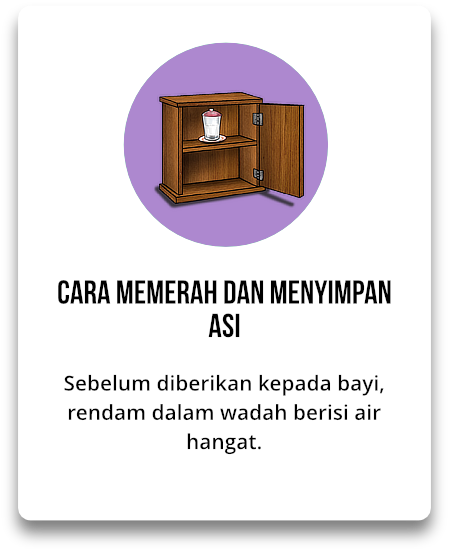 CARA MEMERAH DAN MENYIMPAN
ASI
Sebelum diberikan kepada bayi,
rendam dalam wadah berisi air
hangat.